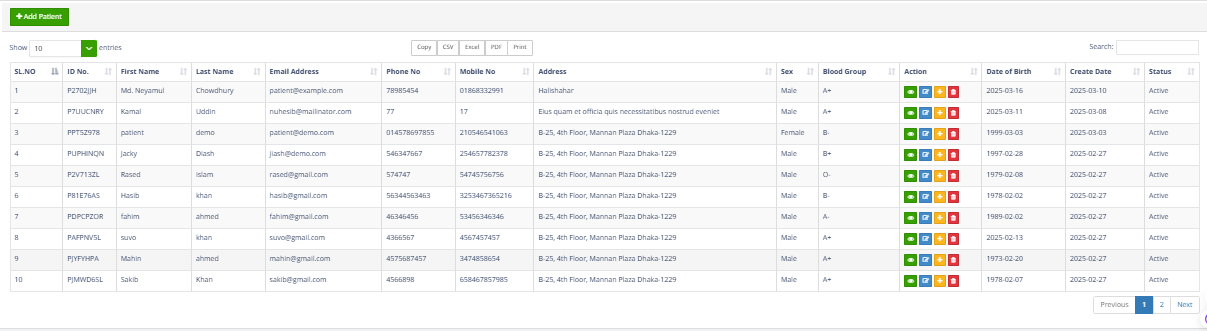 Add Patient
Show 10 entries Copy CSV Excel PDF Print Search:
SL.NO ID No. First Name Last Name Email Address Phone No Mobile No Address Sex Blood Group Action Date of Birth Create Date Status
1 P2702JJH Md. Neyamul Chowdhury patient@example.com 78985454 01868332991 Halishahar Male A+ 2025-03-16 2025-03-10 Active
2 P7UUCNRY Kamal Uddin nuhesib@mailinator.com 77 17 Eius quam et officia quis necessitatibus nostrud eveniet Male A+ 2025-03-11 2025-03-08 Active
3 PPT5Z978 patient demo patient@demo.com 014578697855 210546541063 B-25, 4th Floor, Mannan Plaza Dhaka-1229 Female B- 1999-03-03 2025-03-03 Active
4 PUPHINQN Jacky Diash jiash@demo.com 546347667 254657782378 B-25, 4th Floor, Mannan Plaza Dhaka-1229 Male B+ 1997-02-28 2025-02-27 Active
5 P2V713ZL Rased islam rased@gmail.com 574747 54745756756 B-25, 4th Floor, Mannan Plaza Dhaka-1229 Male O- 1979-02-08 2025-02-27 Active
6 P81E76AS Hasib khan hasib@gmail.com 56344563463 3253467365216 B-25, 4th Floor, Mannan Plaza Dhaka-1229 Male B- 1978-02-02 2025-02-27 Active
7 PDPCPZOR fahim ahmed fahim@gmail.com 46346456 53456346346 B-25, 4th Floor, Mannan Plaza Dhaka-1229 Male A- 1989-02-02 2025-02-27 Active
8 PAFPNV5L suvo khan suvo@gmail.com 4366567 4567457457 B-25, 4th Floor, Mannan Plaza Dhaka-1229 Male A+ 2025-02-13 2025-02-27 Active
9 PJYFYHPA Mahin ahmed mahin@gmail.com 4575687457 3474858654 B-25, 4th Floor, Mannan Plaza Dhaka-1229 Male A+ 1973-02-20 2025-02-27 Active
10 PJMWD6SL Sakib Khan sakib@gmail.com 4566898 658467857985 B-25, 4th Floor, Mannan Plaza Dhaka-1229 Male A+ 1978-02-07 2025-02-27 Active
Previous 1 2 Next